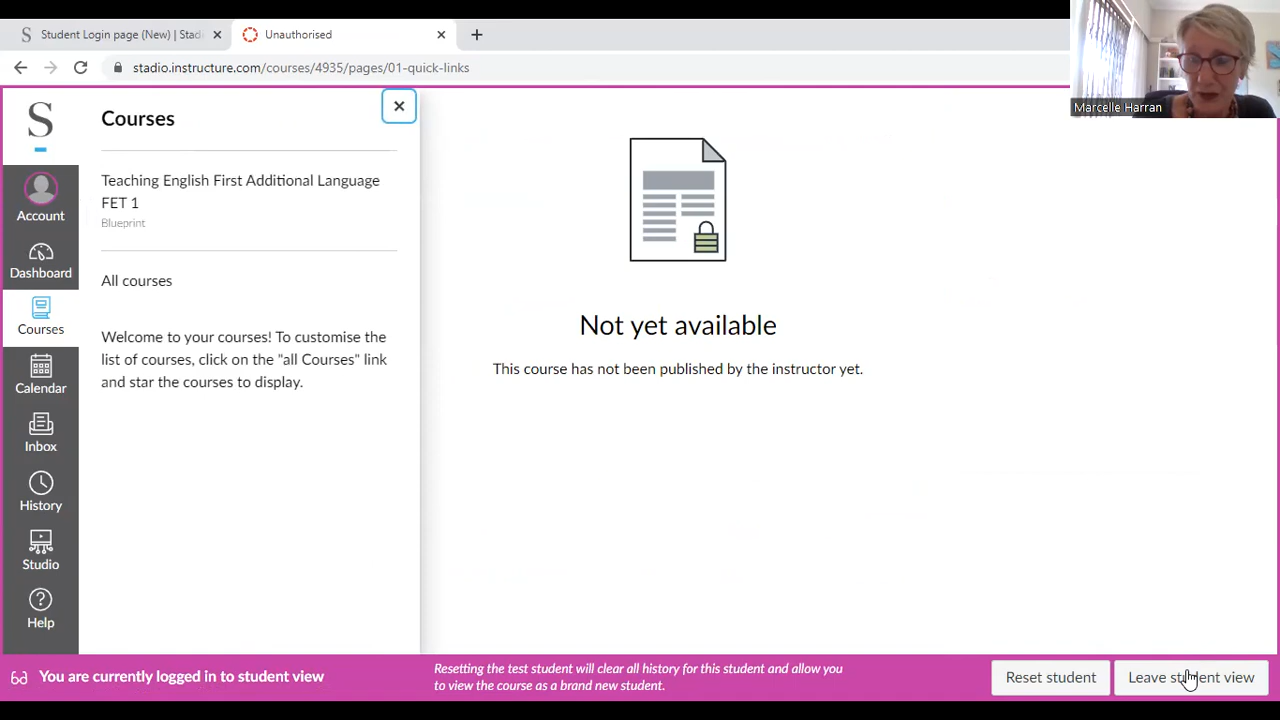 Student Login page (New) | Stadi
Unauthorised
stadio.instructure.com/courses/4935/pages/01-quick-links
Marcelle Harran
S
Account
Dashboard
Courses
Calendar
Inbox
History
Studio
Help
Courses
Teaching English First Additional Language
FET 1
Blueprint
All courses
Welcome to your courses! To customise the
list of courses, click on the "all Courses" link
and star the courses to display.
Not yet available
This course has not been published by the instructor yet.
You are currently logged in to student view
Resetting the test student will clear all history for this student and allow you
to view the course as a brand new student.
Reset student
Leave student view